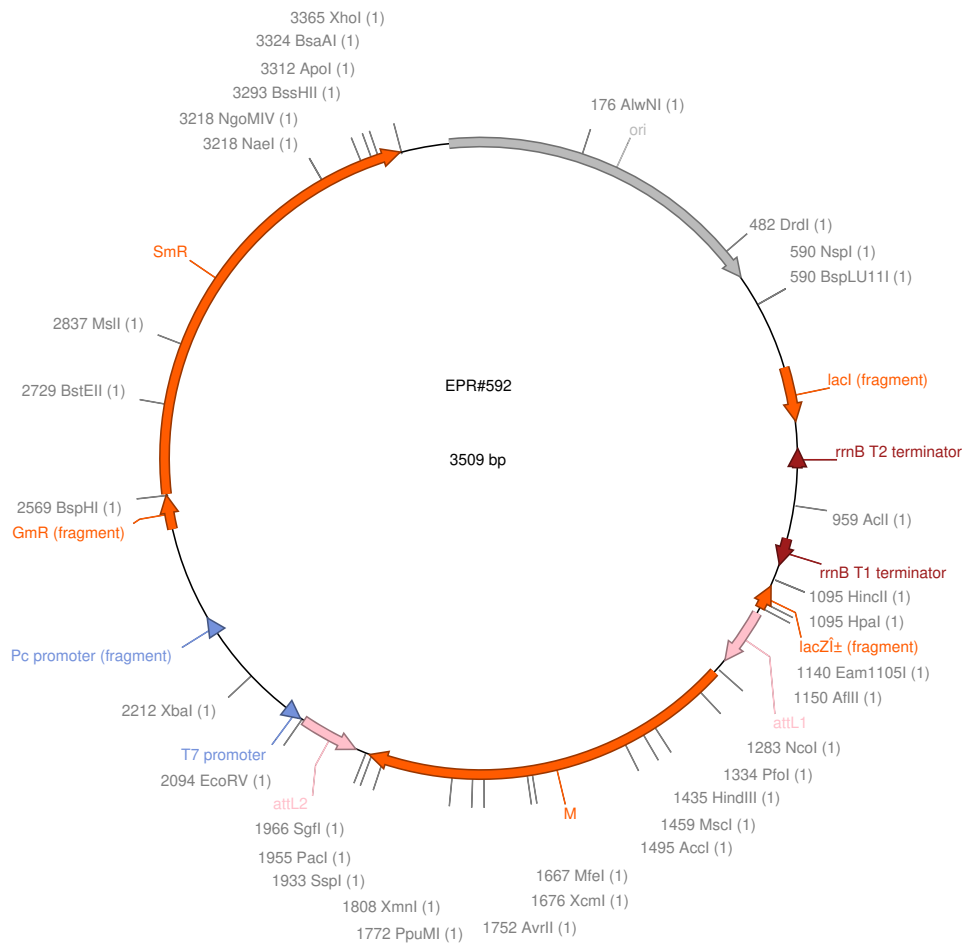 3365 XhoI (1)
3324 BsaAI (1)
3312 ApoI (1)
3293 BssHII (1)
3218 NgoMIV (1)
3218 NaeI (1)
176 AlwNI (1)
ori
482 DrdI (1)
590 NspI (1)
590 BspLU11I (1)
SmR
2837 MslI (1)
2729 BstEII (1)
EPR#592
3509 bp
lacI (fragment)
rrnB T2 terminator
959 AclI (1)
2569 BspHI (1)
GmR (fragment)
rrnB T1 terminator
1095 HincII (1)
1095 HpaI (1)
lacZÎ± (fragment)
1140 Eam1105I (1)
1150 AflIII (1)
attL1
Pc promoter (fragment)
2212 XbaI (1)
T7 promoter
2094 EcoRV (1)
attL2
1283 NcoI (1)
1334 PfoI (1)
1435 HindIII (1)
1459 MscI (1)
1495 AccI (1)
M
1966 SgfI (1)
1955 PacI (1)
1933 SspI (1)
1808 XmnI (1)
1772 PpuMI (1)
1667 MfeI (1)
1676 XcmI (1)
1752 AvrII (1)